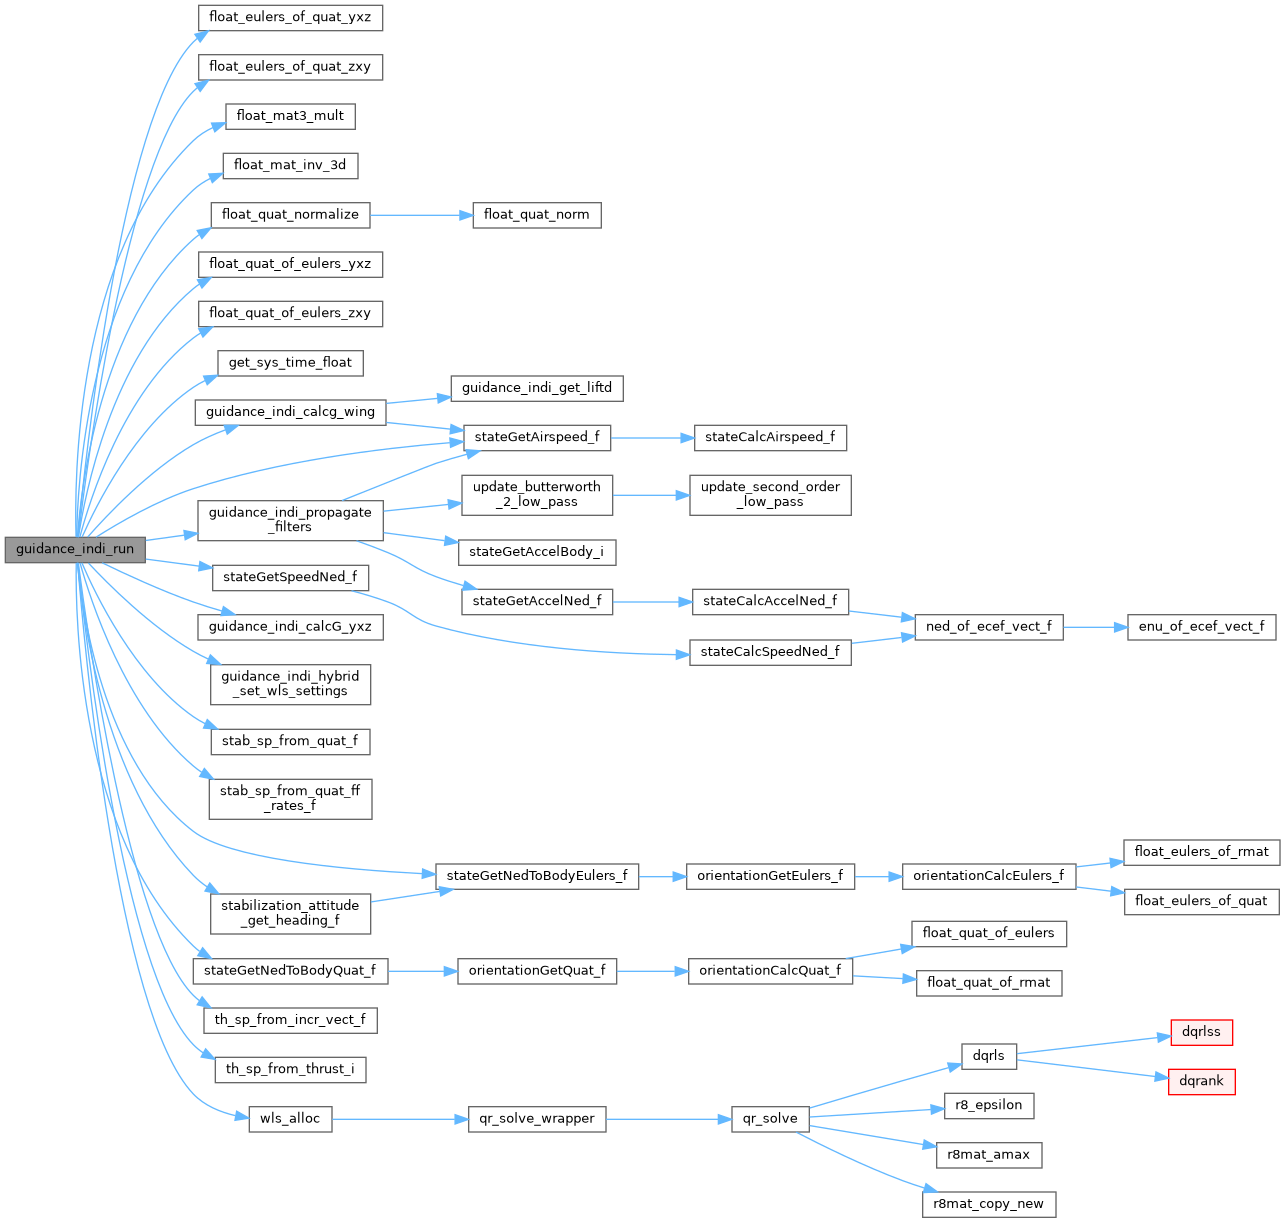 float_eulers_of_quat_yxz
float_eulers_of_quat_zxy
float_mat3_mult
float_mat_inv_3d
float_quat_normalize
float_quat_norm
float_quat_of_eulers_yxz
float_quat_of_eulers_zxy
get_sys_time_float
guidance_indi_get_liftd
guidance_indi_calcg_wing
stateGetAirspeed_f
stateCalcAirspeed_f
update_butterworth
_2_low_pass
update_second_order
_low_pass
guidance_indi_propagate
_filters
guidance_indi_run
stateGetAccelBody_i
stateGetSpeedNed_f
stateGetAccelNed_f
stateCalcAccelNed_f
guidance_indi_calcG_yxz
ned_of_ecef_vect_f
enu_of_ecef_vect_f
stateCalcSpeedNed_f
guidance_indi_hybrid
_set_wls_settings
stab_sp_from_quat_f
stab_sp_from_quat_ff
_rates_f
float_eulers_of_rmat
stateGetNedToBodyEulers_f
orientationGetEulers_f
orientationCalcEulers_f
float_eulers_of_quat
stabilization_attitude
_get_heading_f
float_quat_of_eulers
stateGetNedToBodyQuat_f
orientationGetQuat_f
orientationCalcQuat_f
float_quat_of_rmat
th_sp_from_incr_vect_f
dqrlss
dqrls
th_sp_from_thrust_i
dqrank
r8_epsilon
wls_alloc
qr_solve_wrapper
qr_solve
r8mat_amax
r8mat_copy_new